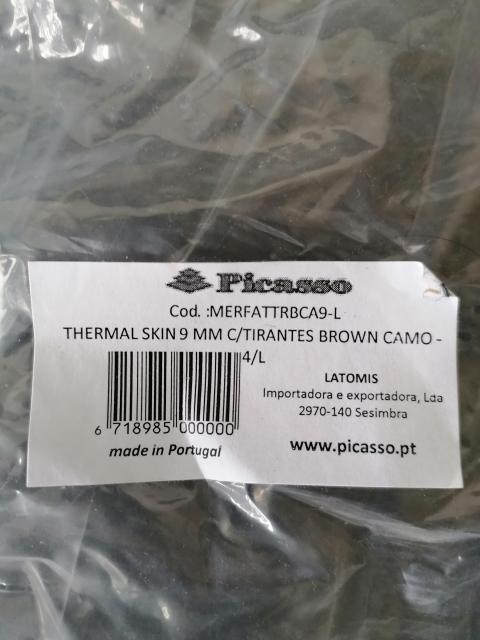 Picasso
Cod. :MERFATTRBCA9-L
THERMAL SKIN 9 MM C/TIRANTES BROWN CAMO -
4/L
LATOMIS
Importadora e exportadora, Lda
2970-140 Sesimbra
6 718985 000000
made in Portugal
www.picasso.pt